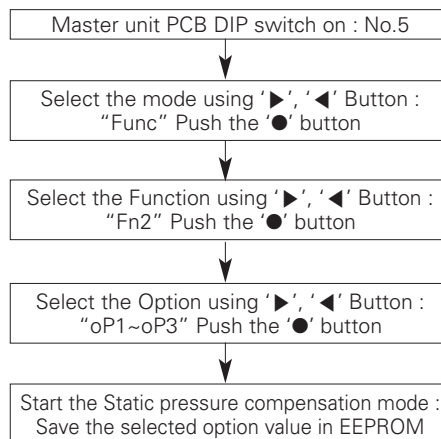 Master unit PCB DIP switch on : No.5
Select the mode using ‘▶’, ‘◀’ Button :
“Func” Push the ‘●’ button
Select the Function using ‘▶’, ‘◀’ Button :
“Fn2” Push the ‘●’ button
Select the Option using ‘▶’, ‘◀’ Button :
“oP1~oP3” Push the ‘●’ button
Start the Static pressure compensation mode :
Save the selected option value in EEPROM